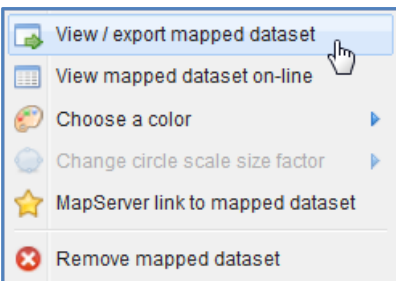 View / export mapped dataset
View mapped dataset on-line
Choose a color
Change circle scale size factor
MapServer link to mapped dataset
Remove mapped dataset